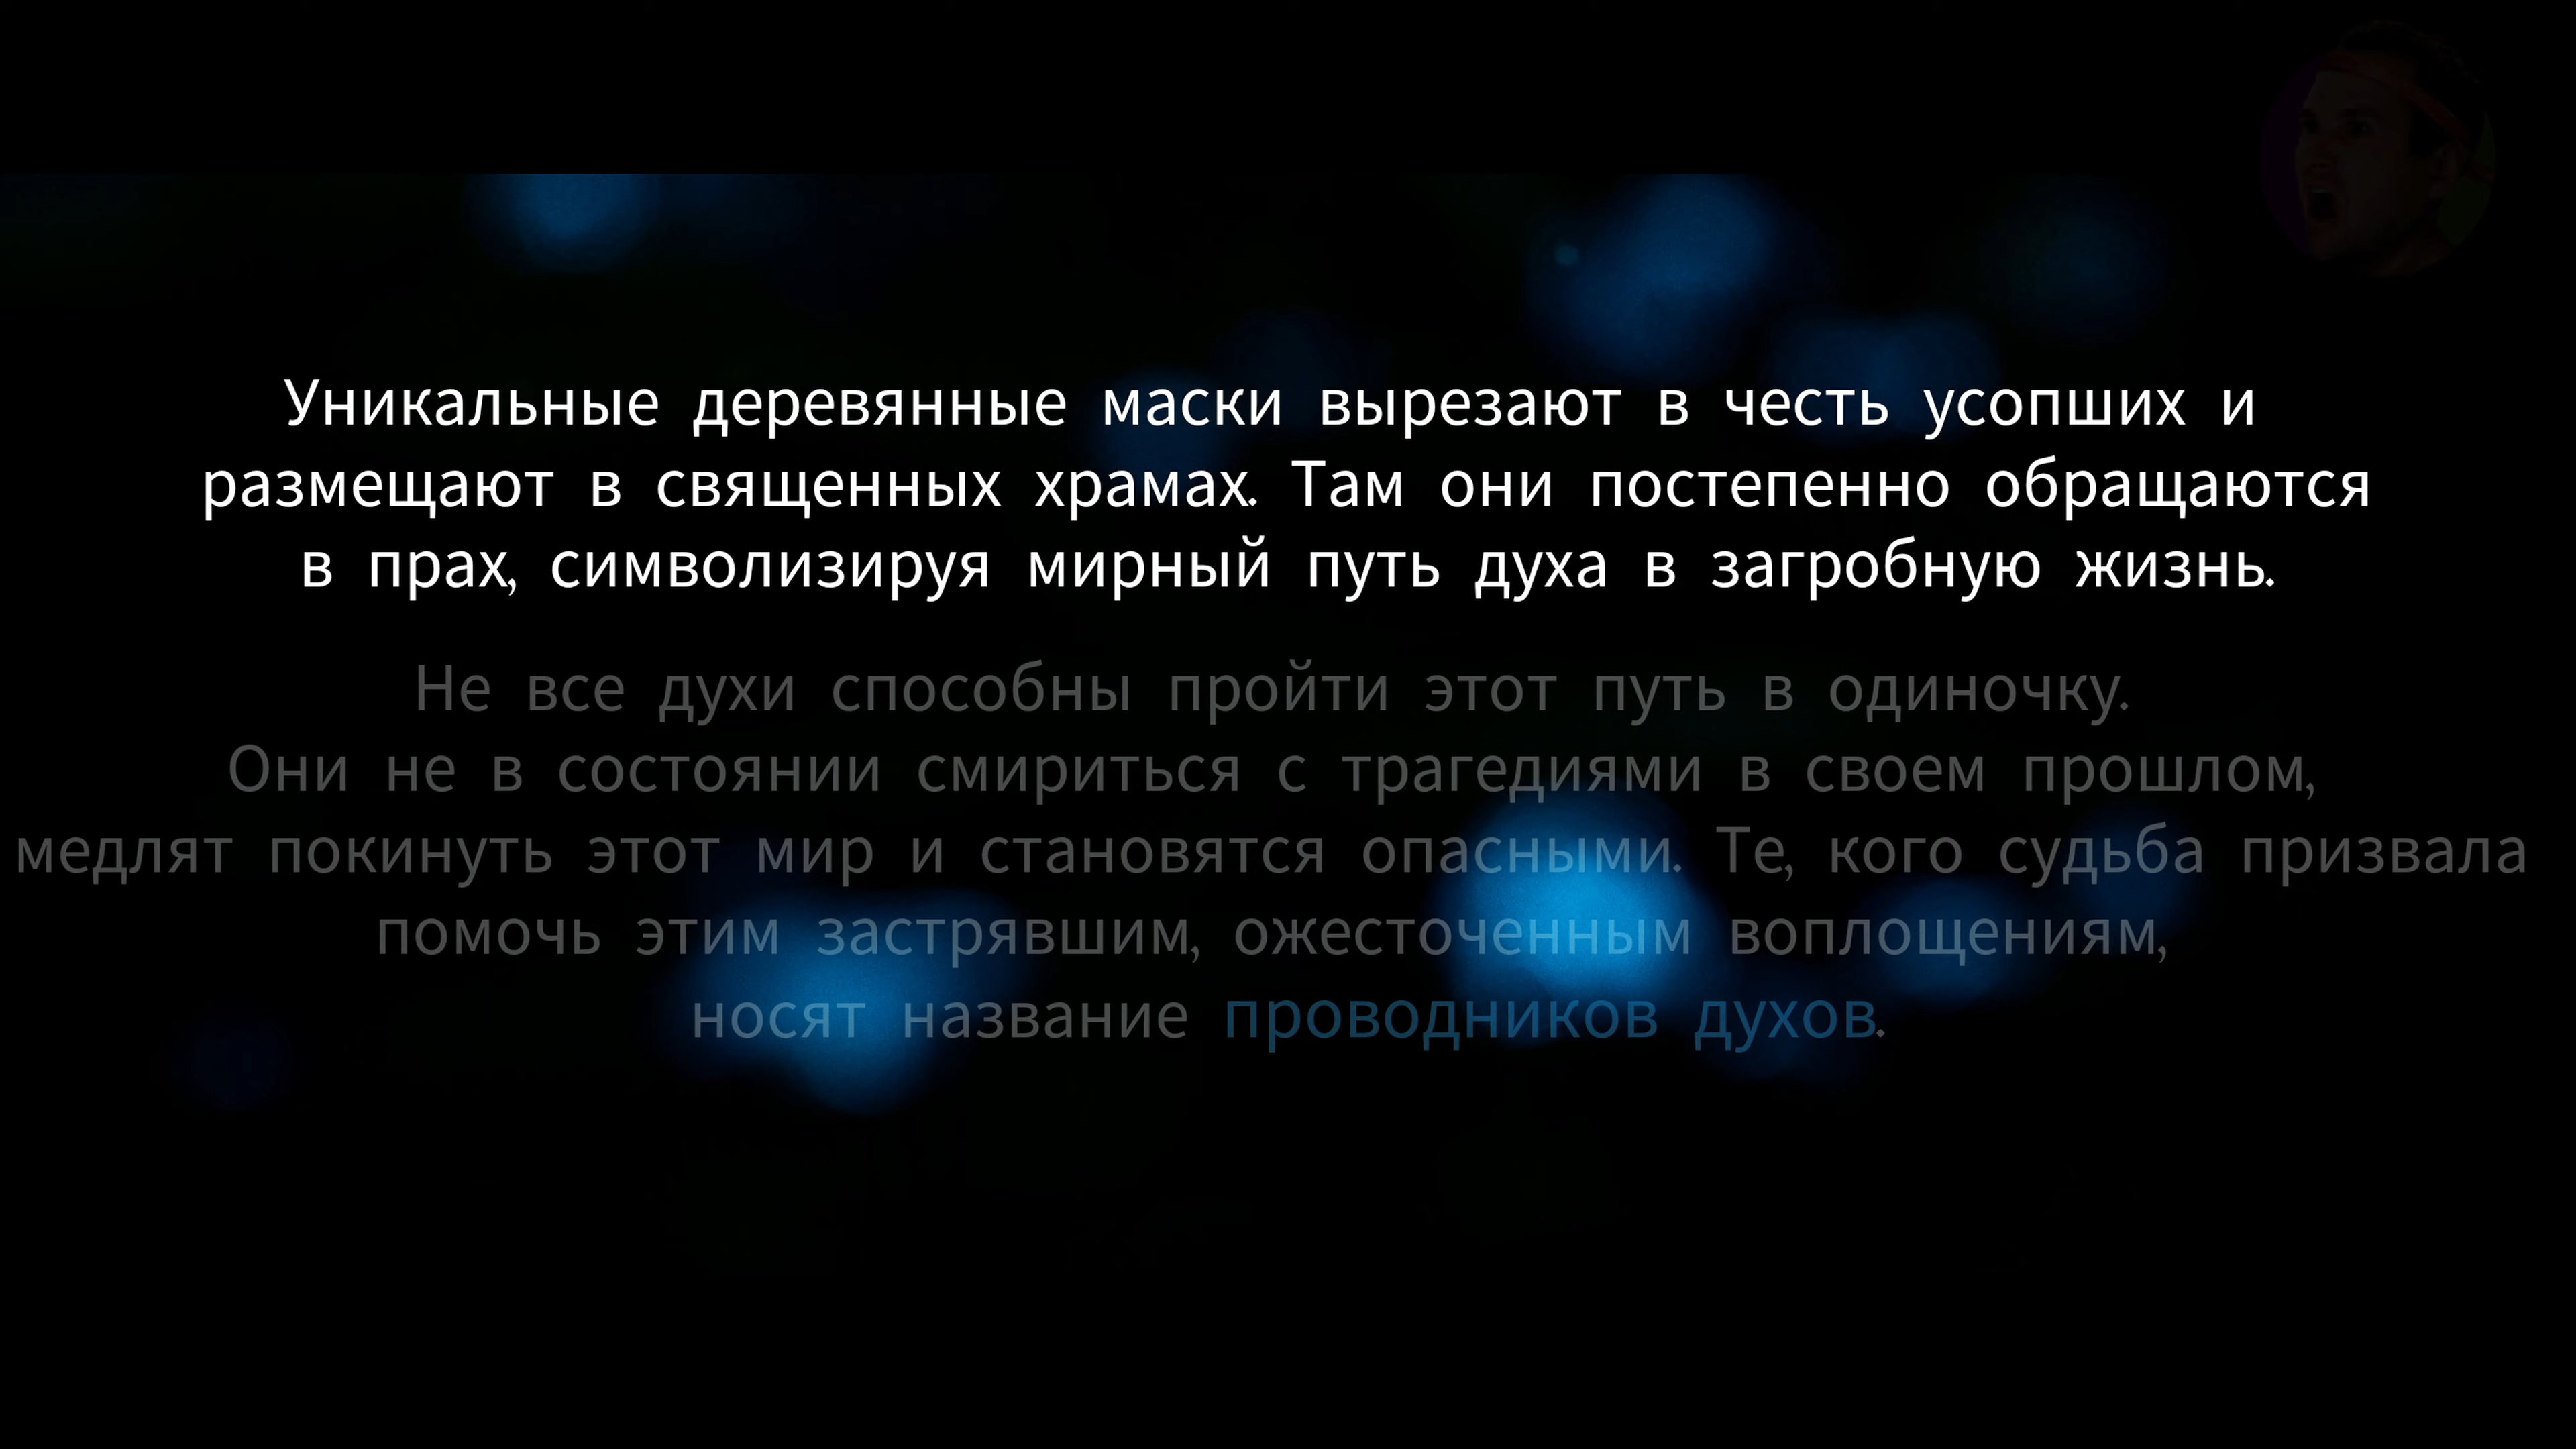 Уникальные деревянные маски вырезают в честь усопших и
размещают в священных храмах. Там они постепенно обращаются
в прах, символизируя мирный путь духа в загробную жизнь.
Не все духи способны пройти этот путь в одиночку.
Они не в состоянии смириться с трагедиями в своем прошлом,
медлят покинуть этот мир и становятся опасными. Те, кого судьба призвала
помочь этим застрявшим, ожесточенным воплощениям,
носят название проводников духов.